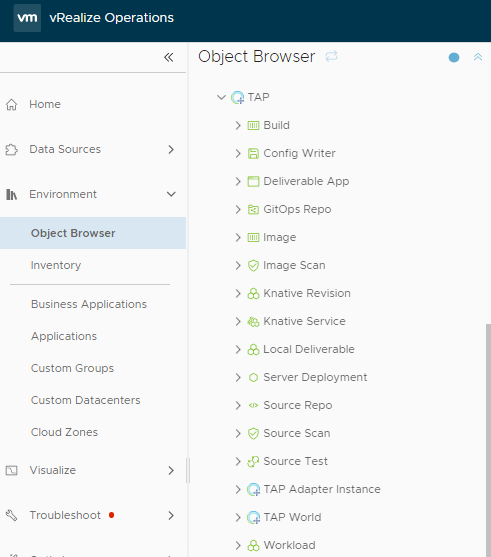 vm vRealize Operations
Object Browser
TAP
Home
Build
Data Sources
Config Writer
Deliverable App
Environment
GitOps Repo
Object Browser
Image
Inventory
Image Scan
Knative Revision
Business Applications
Knative Service
Applications
Local Deliverable
Custom Groups
Server Deployment
Custom Datacenters
Source Repo
Cloud Zones
Source Scan
Visualize
Source Test
TAP Adapter Instance
Troubleshoot
TAP World
Workload